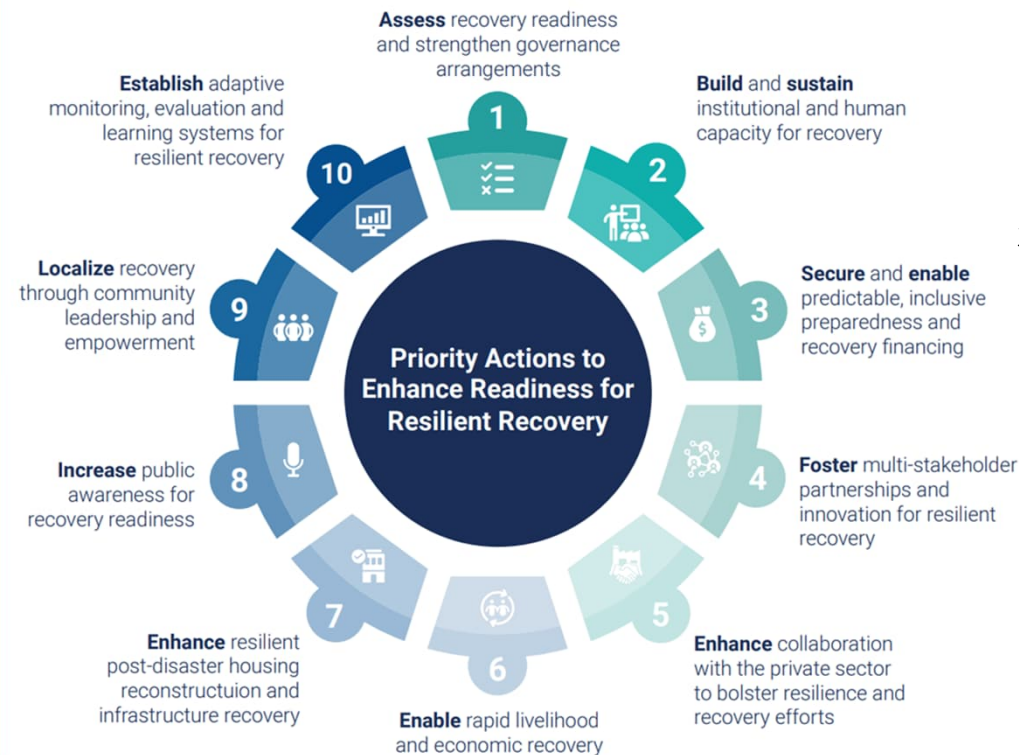 Assess recovery readiness
and strengthen governance
arrangements
1
Build and sustain
institutional and human
capacity for recovery
2
Secure and enable
predictable, inclusive
preparedness and
recovery financing
3
Foster multi-stakeholder
partnerships and
innovation for resilient
recovery
4
Enhance collaboration
with the private sector
to bolster resilience and
recovery efforts
5
Enable rapid livelihood
and economic recovery
6
Enhance resilient
post-disaster housing
reconstructuion and
infrastructure recovery
7
Increase public
awareness for
recovery readiness
8
Localize recovery
through community
leadership and
empowerment
9
Establish adaptive
monitoring, evaluation and
learning systems for
resilient recovery
10
Priority Actions to
Enhance Readiness for
Resilient Recovery